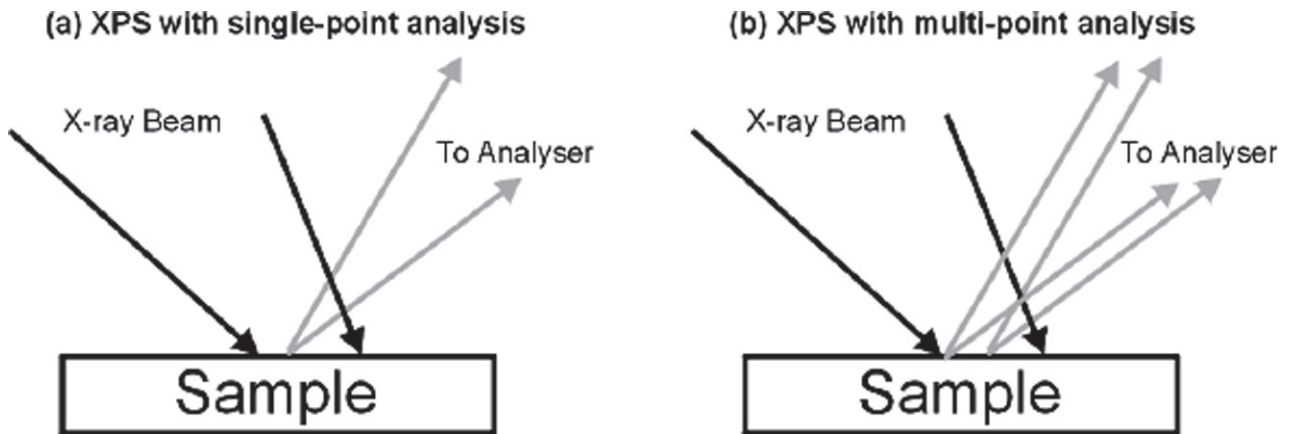 (a) XPS with single-point analysis
X-ray Beam
To Analyser
Sample
(b) XPS with multi-point analysis
X-ray Beam
To Analyser
Sample